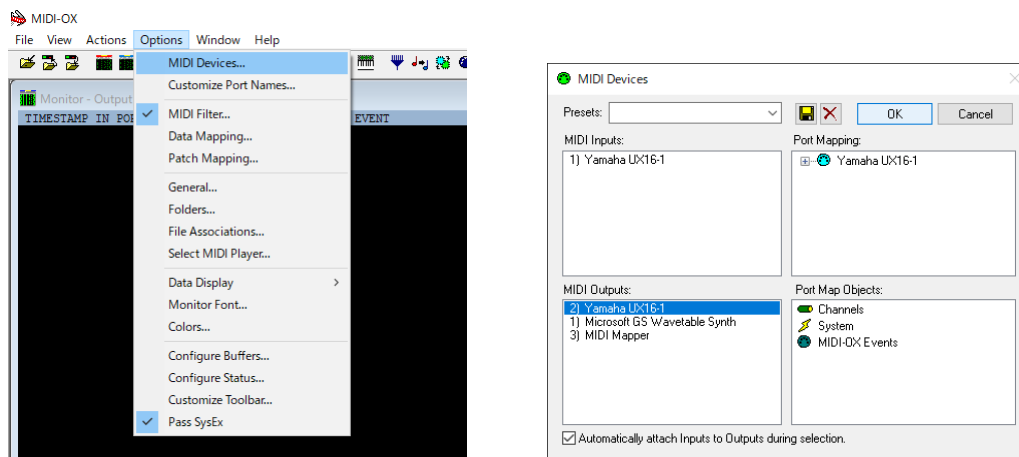 MIDI-OX
File View Actions Options Window Help
Monitor - Output
TIMESTAMP IN POR EVENT
MIDI Devices...
Customize Port Names...
MIDI Filter...
Data Mapping...
Patch Mapping...
General...
Folders...
File Associations...
Select MIDI Player...
Data Display
Monitor Font...
Colors...
Configure Buffers...
Configure Status...
Customize Toolbar...
Pass SysEx
MIDI Devices
Presets: OK Cancel
MIDI Inputs:
1) Yamaha UX16-1
Port Mapping:
Yamaha UX16-1
MIDI Outputs:
2) Yamaha UX16-1
1) Microsoft GS Wavetable Synth
3) MIDI Mapper
Port Map Objects:
Channels
System
MIDI-OX Events
Automatically attach Inputs to Outputs during selection.